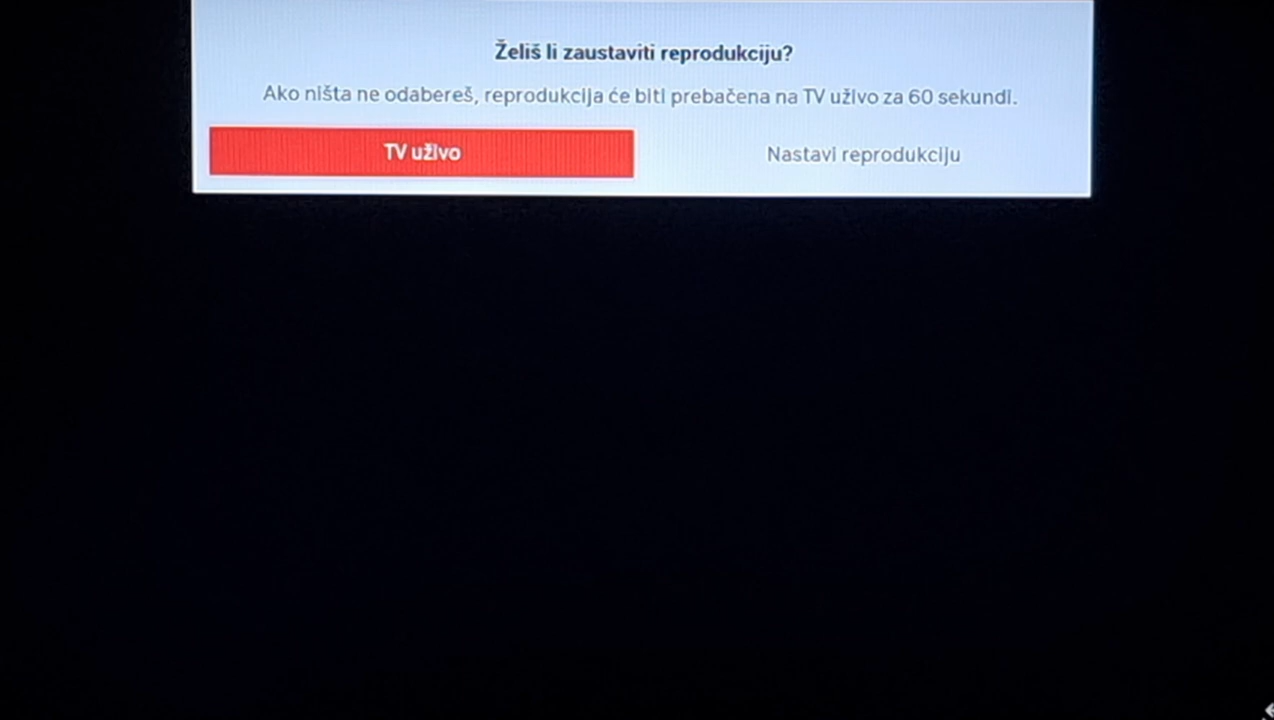 Želiš li zaustaviti reprodukciju?
Ako ništa ne odabereš, reprodukcija će biti prebačena na TV uživo za 60 sekundi.
TV uživo
Nastavi reprodukciju